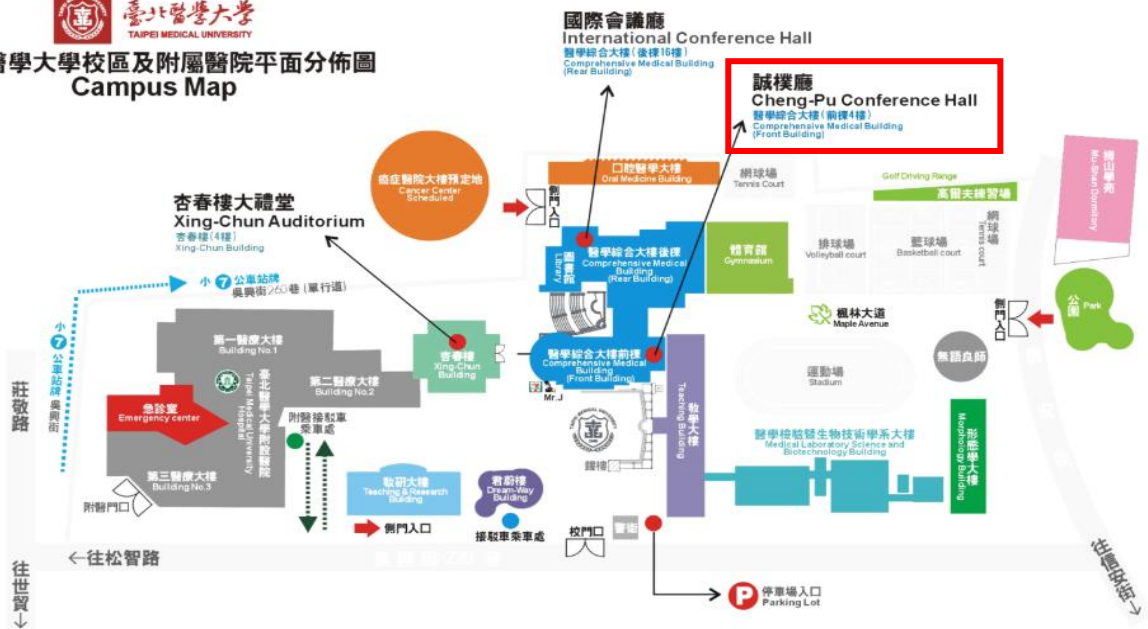 臺北醫學大學
TAIPEI MEDICAL UNIVERSITY
醫學大學校區及附屬醫院平面分佈圖
Campus Map
國際會議廳
International Conference Hall
醫學綜合大樓(後棟16樓)
Comprehensive Medical Building
(Rear Building)
誠樸廳
Cheng-Pu Conference Hall
醫學綜合大樓(前棟4樓)
Comprehensive Medical Building
(Front Building)
杏春樓大禮堂
Xing-Chun Auditorium
杏春樓(4樓)
Xing-Chun Building
癌症醫院大樓預定地
Cancer Center
Scheduled
側門入口
口腔醫學大樓
Oral Medicine Building
網球場
Tennis Court
Golf Driving Range
高爾夫練習場
拇山學苑
Mu-Shan Dormitory
圖書館
Library
醫學綜合大樓後棟
Comprehensive Medical
Building
(Rear Building)
體育館
Gymnasium
排球場
Volleyball court
籃球場
Basketball court
網球場
Tennis court
公園
Park
側門入口
楓林大道
Maple Avenue
小7公車站牌
吳興街260巷(單行道)
小7公車站牌 吳興街
莊敬路
第一醫療大樓
Building No.1
第二醫療大樓
Building No.2
臺北醫學大學附設醫院
Taipei Medical University
Hospital
急診室
Emergency center
第三醫療大樓
Building No.3
附醫門口
附醫接駁車
乘車處
杏春樓
Xing-Chun
Building
醫學綜合大樓前棟
Comprehensive Medical
Building
(Front Building)
7
Mr.J
鐘樓
教學大樓
Teaching Building
運動場
Stadium
無語良師
醫學檢驗暨生物技術學系大樓
Medical Laboratory Science and
Biotechnology Building
形態學大樓
Morphology Building
教研大樓
Teaching & Research
Building
君蔚樓
Dream-Way
Building
側門入口
接駁車乘車處
校門口
警衛
←往松智路
往世貿↓
往信安街↓
P
停車場入口
Parking Lot